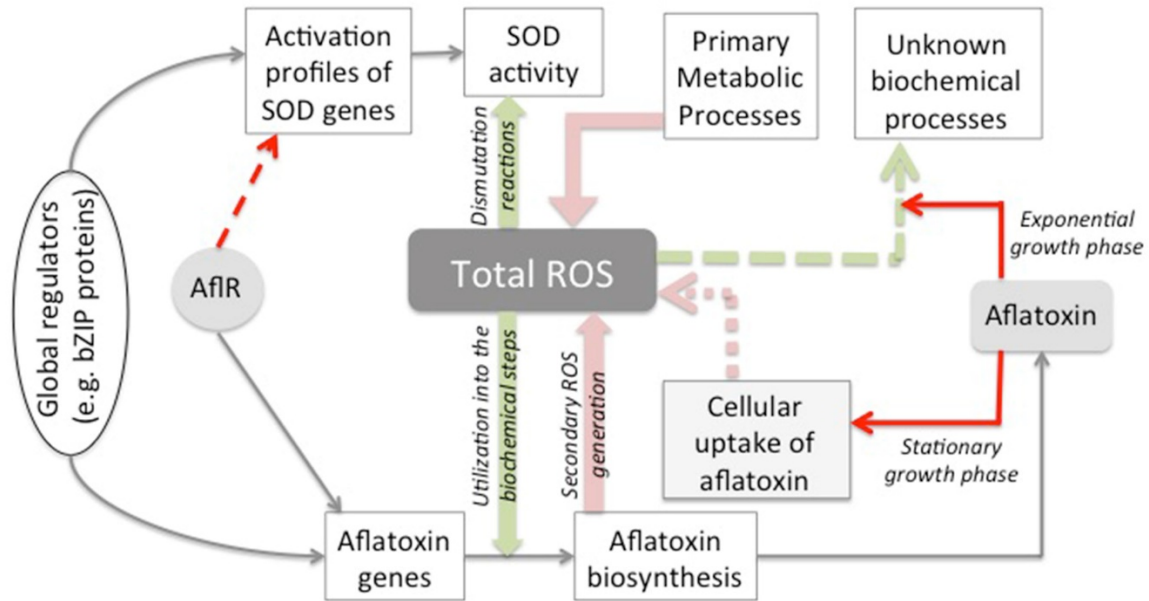 Activation
profiles of
SOD genes
SOD
activity
Primary
Metabolic
Processes
Unknown
biochemical
processes
Dismutation
reactions
Global regulators
(e.g. bZIP proteins)
AflR
Total ROS
Exponential
growth phase
Aflatoxin
Utilization into the
biochemical steps
Secondary ROS
generation
Cellular
uptake of
aflatoxin
Stationary
growth phase
Aflatoxin
genes
Aflatoxin
biosynthesis